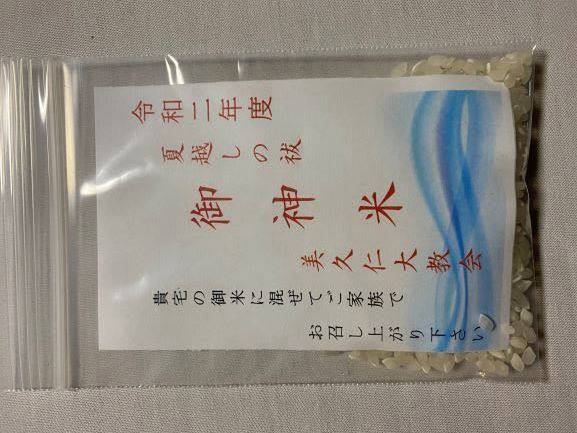 令和二年度
夏越しの祓
御神米
美久仁大教会
貴宅の御米に混ぜてご家族で
お召し上がり下さい